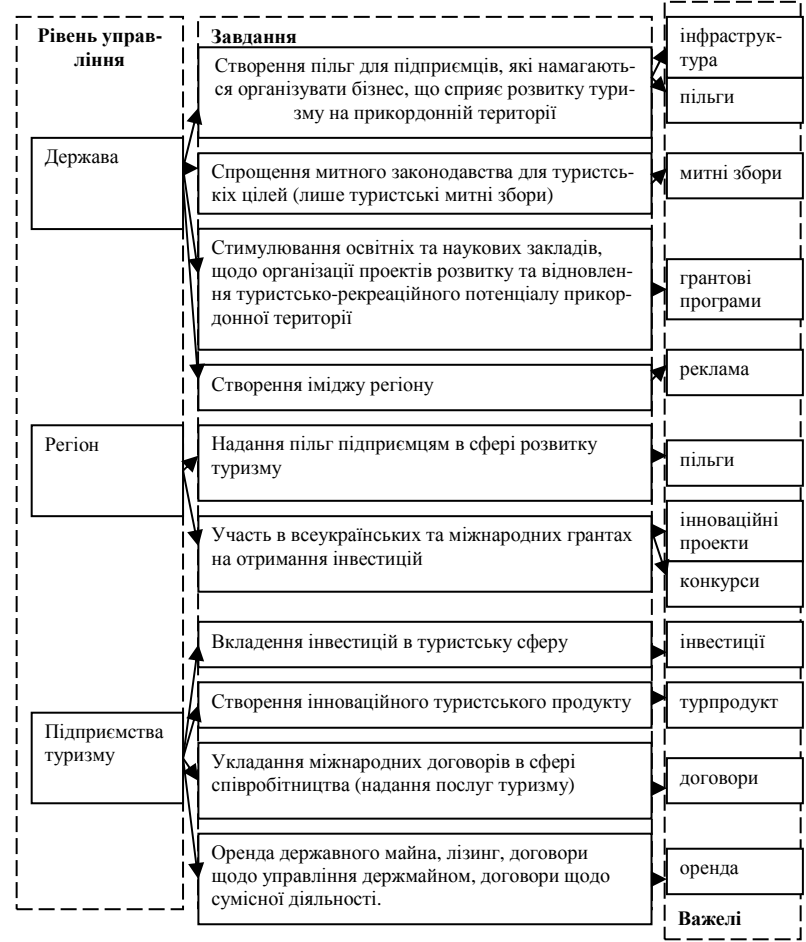 Рівень управ-
ління
Завдання
Створення пільг для підприємців, які намагають-
ся організувати бізнес, що сприяє розвитку тури-
зму на прикордонній території
інфраструк-
тура
пільги
Держава
Спрощення митного законодавства для туристсь-
кіх цілей (лише туристські митні збори)
митні збори
Стимулювання освітніх та наукових закладів,
щодо організації проектів розвитку та відновлен-
ня туристсько-рекреаційного потенціалу прикор-
донної території
грантові
програми
Створення іміджу регіону
реклама
Регіон
Надання пільг підприємцям в сфері розвитку
туризму
пільги
Участь в всеукраїнських та міжнародних грантах
на отримання інвестицій
інноваційні
проекти
конкурси
Вкладення інвестицій в туристську сферу
інвестиції
Створення інноваційного туристського продукту
турпродукт
Підприємства
туризму
Укладання міжнародних договорів в сфері
співробітництва (надання послуг туризму)
договори
Оренда державного майна, лізинг, договори
щодо управління держмайном, договори щодо
сумісної діяльності.
оренда
Важелі